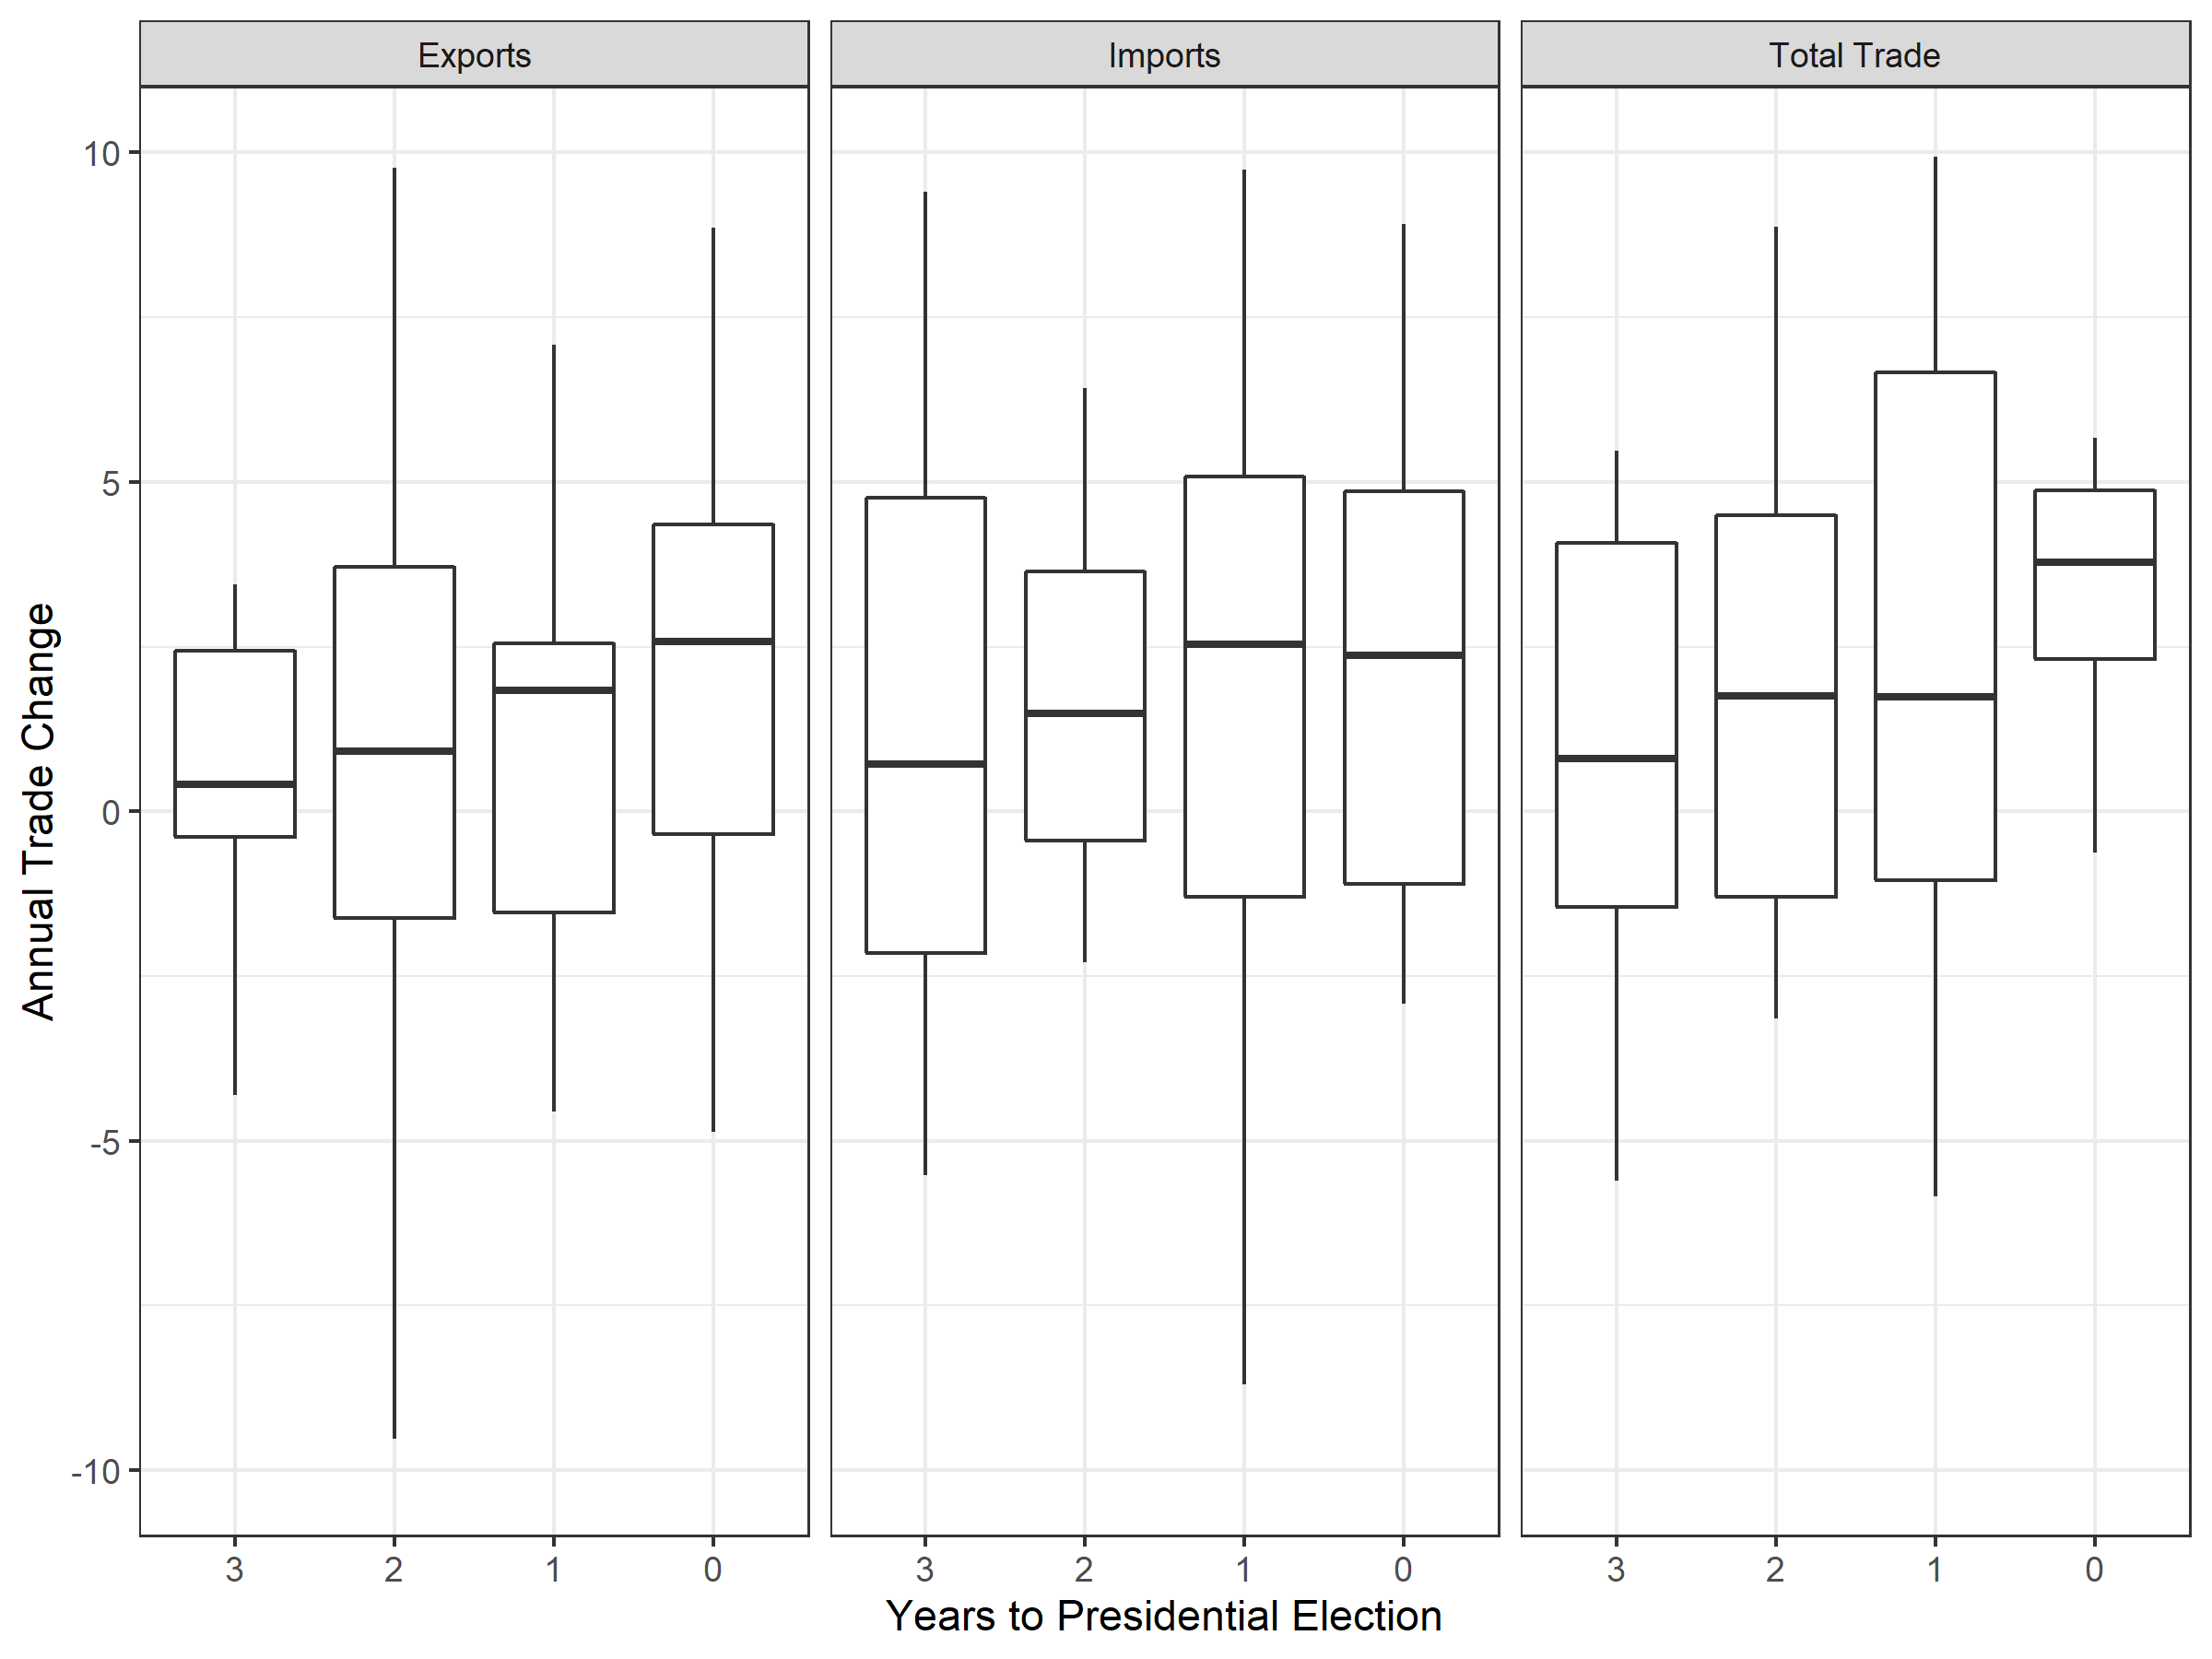 Exports
Imports
Total Trade
10
5
0
-5
-10
Annual Trade Change
3 2 1 0
3 2 1 0
3 2 1 0
Years to Presidential Election